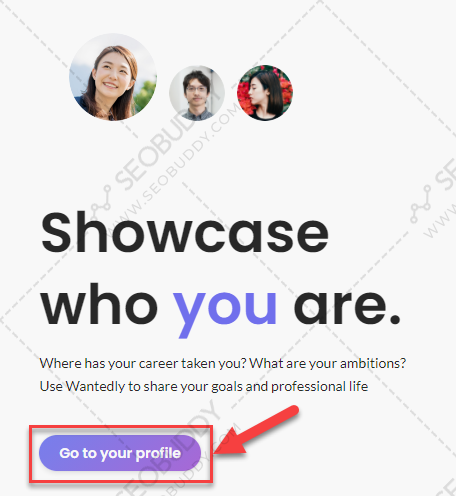 SEOBUDDY
WWW.SEOBUDDY.COM
Showcase
who you are.
Where has your career taken you? What are your ambitions?
Use Wantedly to share your goals and professional life
Go to your profile